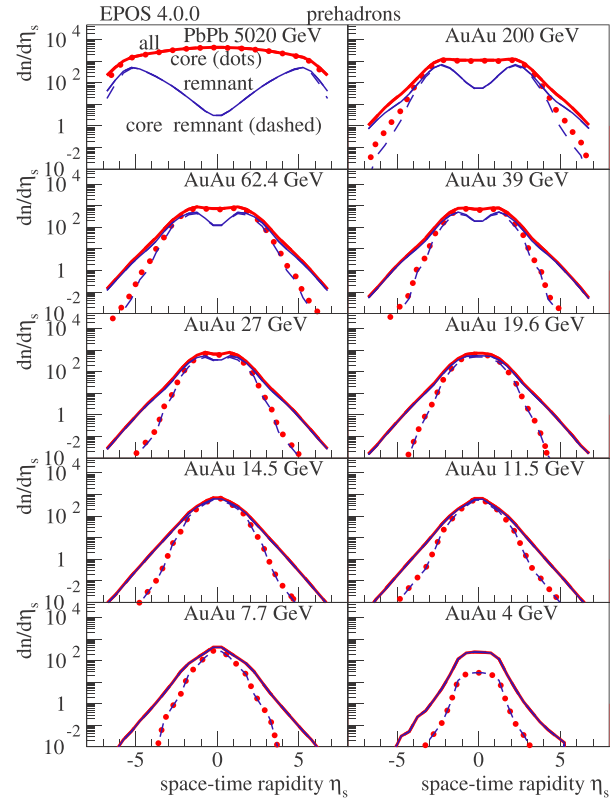 EPOS 4.0.0 prehadrons
dn/dηs
10 4
10 2
1
10 -2
all
PbPb 5020 GeV
core (dots)
remnant
core remnant (dashed)
AuAu 200 GeV
dn/dηs
10 4
10 2
1
10 -2
AuAu 62.4 GeV
AuAu 39 GeV
dn/dηs
10 4
10 2
1
10 -2
AuAu 27 GeV
AuAu 19.6 GeV
dn/dηs
10 4
10 2
1
10 -2
AuAu 14.5 GeV
AuAu 11.5 GeV
dn/dηs
10 4
10 2
1
10 -2
AuAu 7.7 GeV
AuAu 4 GeV
-5 0 5
-5 0 5
space-time rapidity ηs
space-time rapidity ηs